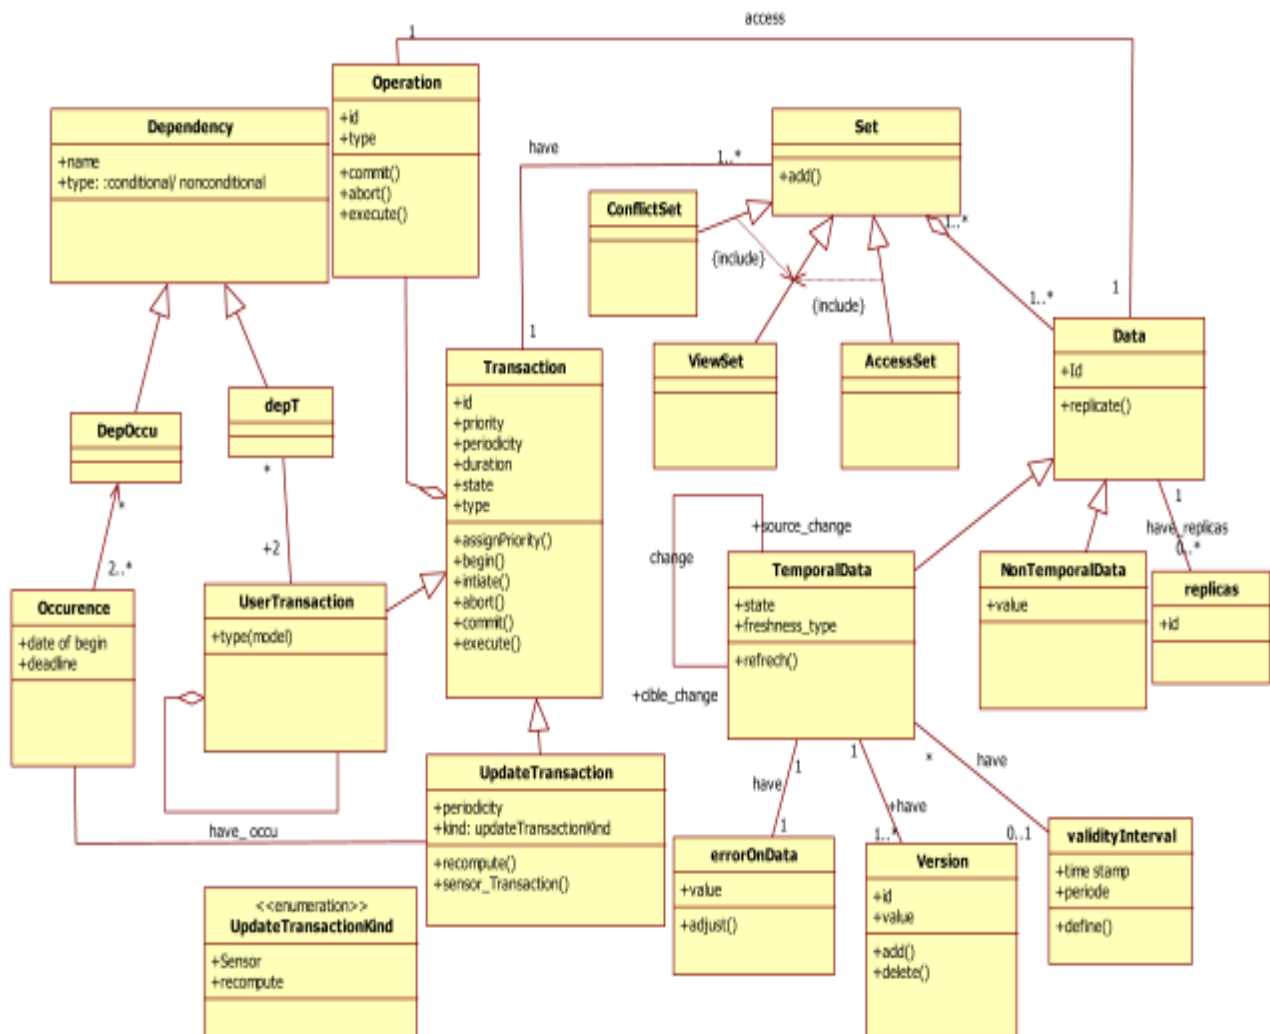 access
1
Operation
+id
+type
+commit()
+abort()
+execute()
Dependency
+name
+type: :conditional/ nonconditional
have
1..*
Set
+add()
ConflictSet
{include}
{include}
1..*
1..*
1
1
ViewSet
AccessSet
Data
+Id
+replicate()
Transaction
+id
+priority
+periodicity
+duration
+state
+type
+assignPriority()
+begin()
+intiate()
+abort()
+commit()
+execute()
DepOccu
depT
*
*
+2
2..*
Occurence
+date of begin
+deadline
UserTransaction
+type(model)
+source_change
change
+cible_change
TemporalData
+state
+freshness_type
+refrech()
NonTemporalData
+value
1
have_replicas
0..*
replicas
+id
UpdateTransaction
+periodicity
+kind: updateTransactionKind
+recompute()
+sensor_Transaction()
have_ occu
<<enumeration>>
UpdateTransactionKind
+Sensor
+recompute
1
have
1
1
+have
1..*
*
have
0..1
errorOnData
+value
+adjust()
Version
+id
+value
+add()
+delete()
validityInterval
+time stamp
+periode
+define()